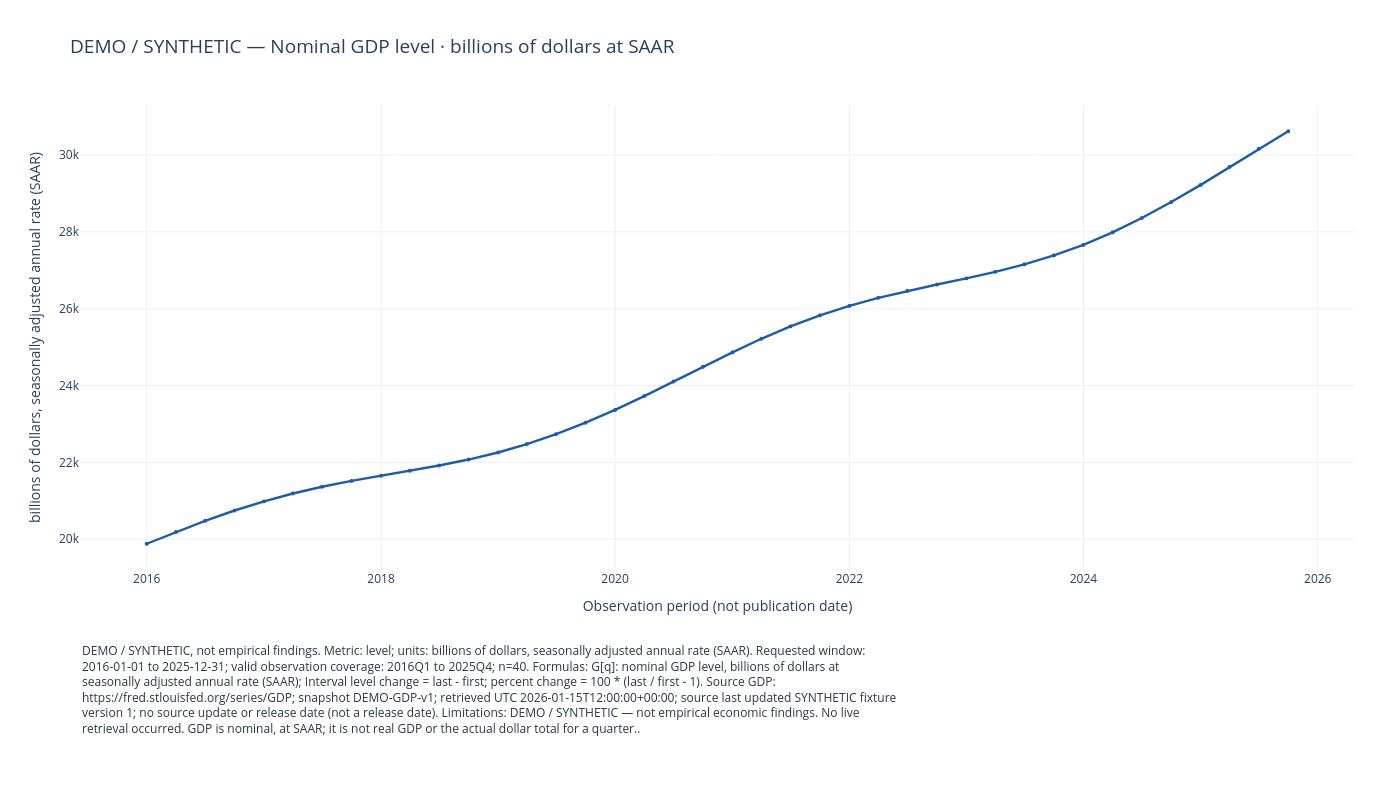 DEMO / SYNTHETIC — Nominal GDP level · billions of dollars at SAAR
billions of dollars, seasonally adjusted annual rate (SAAR)
30k
28k
26k
24k
22k
20k
2016
2018
2020
2022
2024
2026
Observation period (not publication date)
DEMO / SYNTHETIC, not empirical findings. Metric: level; units: billions of dollars, seasonally adjusted annual rate (SAAR). Requested window:
2016-01-01 to 2025-12-31; valid observation coverage: 2016Q1 to 2025Q4; n=40. Formulas: G[q]: nominal GDP level, billions of dollars at
seasonally adjusted annual rate (SAAR); Interval level change = last - first; percent change = 100 * (last / first - 1). Source GDP:
https://fred.stlouisfed.org/series/GDP; snapshot DEMO-GDP-v1; retrieved UTC 2026-01-15T12:00:00+00:00; source last updated SYNTHETIC fixture
version 1; no source update or release date (not a release date). Limitations: DEMO / SYNTHETIC — not empirical economic findings. No live
retrieval occurred. GDP is nominal, at SAAR; it is not real GDP or the actual dollar total for a quarter..